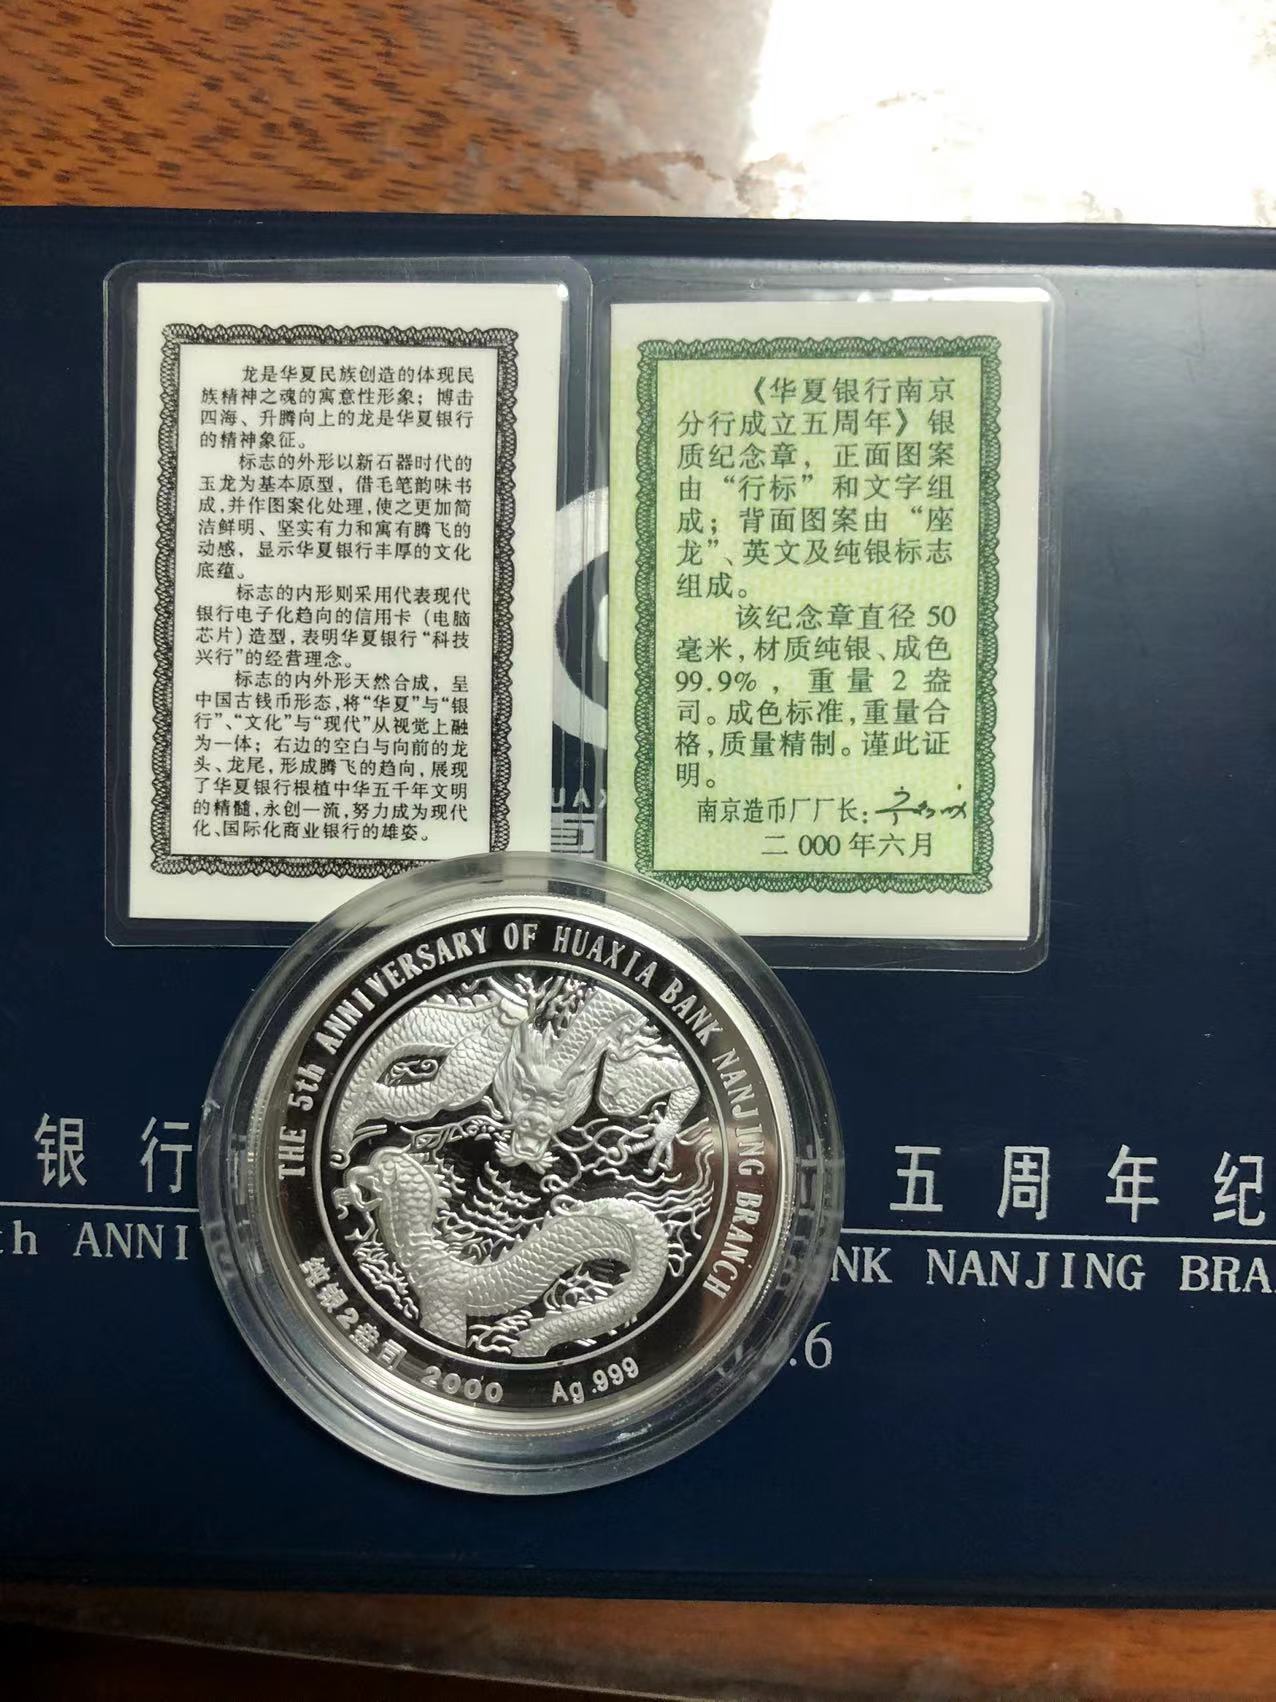 龙是华夏民族创造的体现民
族精神之魂的寓意性形象；博击
四海、升腾向上的龙是华夏银行
的精神象征。
标志的外形以新石器时代的
玉龙为基本原型，借毛笔韵味书
成，并作图案化处理，使之更加简
洁鲜明、坚实有力和寓有腾飞的
动感，显示华夏银行丰厚的文化
底蕴。
标志的内形则采用代表现代
银行电子化趋向的信用卡（电脑
芯片）造型，表明华夏银行“科技
兴行”的经营理念。
标志的内外形天然合成，呈
中国古钱币形态，将“华夏”与“银
行”、“文化”与“现代”从视觉上融
为一体；右边的空白与向前的龙
头、龙尾，形成腾飞的趋向，展现
了华夏银行根植中华五千年文明
的精髓，永创一流，努力成为现代
化、国际化商业银行的雄姿。
《华夏银行南京
分行成立五周年》银
质纪念章，正面图案
由“行标”和文字组
成；背面图案由“座
龙”、英文及纯银标志
组成。
该纪念章直径50
毫米，材质纯银、成色
99.9%，重量2盎
司。成色标准，重量合
格，质量精制。谨此证
明。
南京造币厂厂长：
二000年六月
UAX
THE 5th ANNIVERSARY OF HUAXIA BANK NANJING BRANCH
纯银2盎司 2000 Ag.999
银行 五周年纪
th ANNI NK NANJING BRA
.6